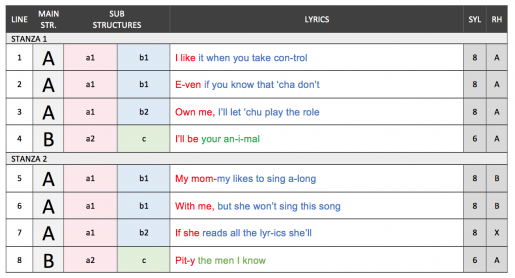 LINE MAIN STR. SUB STRUCTURES LYRICS SYL RH
STANZA 1
1 A a1 b1 I like it when you take con-trol 8 A
2 A a1 b1 E-ven if you know that ‘cha don’t 8 A
3 A a1 b2 Own me, I’ll let ‘chu play the role 8 A
4 B a2 c I’ll be your an-i-mal 6 A
STANZA 2
5 A a1 b1 My mom-my likes to sing a-long 8 B
6 A a1 b1 With me, but she won’t sing this song 8 B
7 A a1 b2 If she reads all the lyr-ics she’ll 8 X
8 B a2 c Pit-y the men I know 6 A